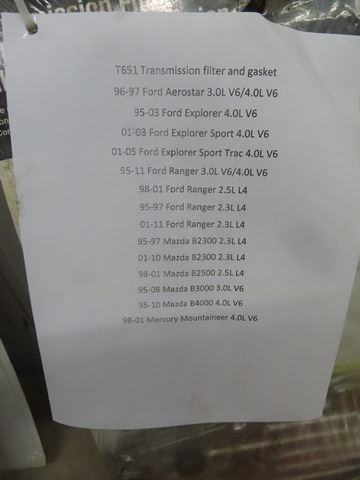 Transmission Filter
T651 Transmission filter and gasket
96-97 Ford Aerostar 3.0L V6/4.0L V6
95-03 Ford Explorer 4.0L V6
01-03 Ford Explorer Sport 4.0L V6
01-05 Ford Explorer Sport Trac 4.0L V6
95-11 Ford Ranger 3.0L V6/4.0L V6
98-01 Ford Ranger 2.5L L4
95-97 Ford Ranger 2.3L L4
01-11 Ford Ranger 2.3L L4
95-97 Mazda B2300 2.3L L4
01-10 Mazda B2300 2.3L L4
98-01 Mazda B2500 2.5L L4
95-08 Mazda B3000 3.0L V6
95-10 Mazda B4000 4.0L V6
98-01 Mercury Mountaineer 4.0L V6